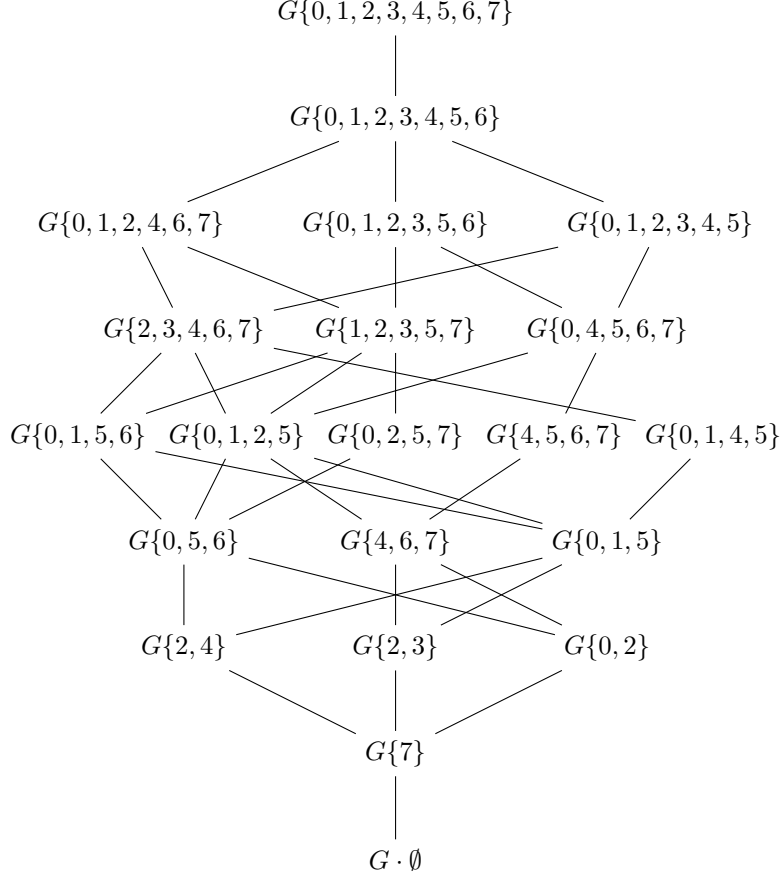 G{0, 1, 2, 3, 4, 5, 6, 7}
G{0, 1, 2, 3, 4, 5, 6}
G{0, 1, 2, 4, 6, 7} G{0, 1, 2, 3, 5, 6} G{0, 1, 2, 3, 4, 5}
G{2, 3, 4, 6, 7} G{1, 2, 3, 5, 7} G{0, 4, 5, 6, 7}
G{0, 1, 5, 6} G{0, 1, 2, 5} G{0, 2, 5, 7} G{4, 5, 6, 7} G{0, 1, 4, 5}
G{0, 5, 6} G{4, 6, 7} G{0, 1, 5}
G{2, 4} G{2, 3} G{0, 2}
G{7}
G · ∅